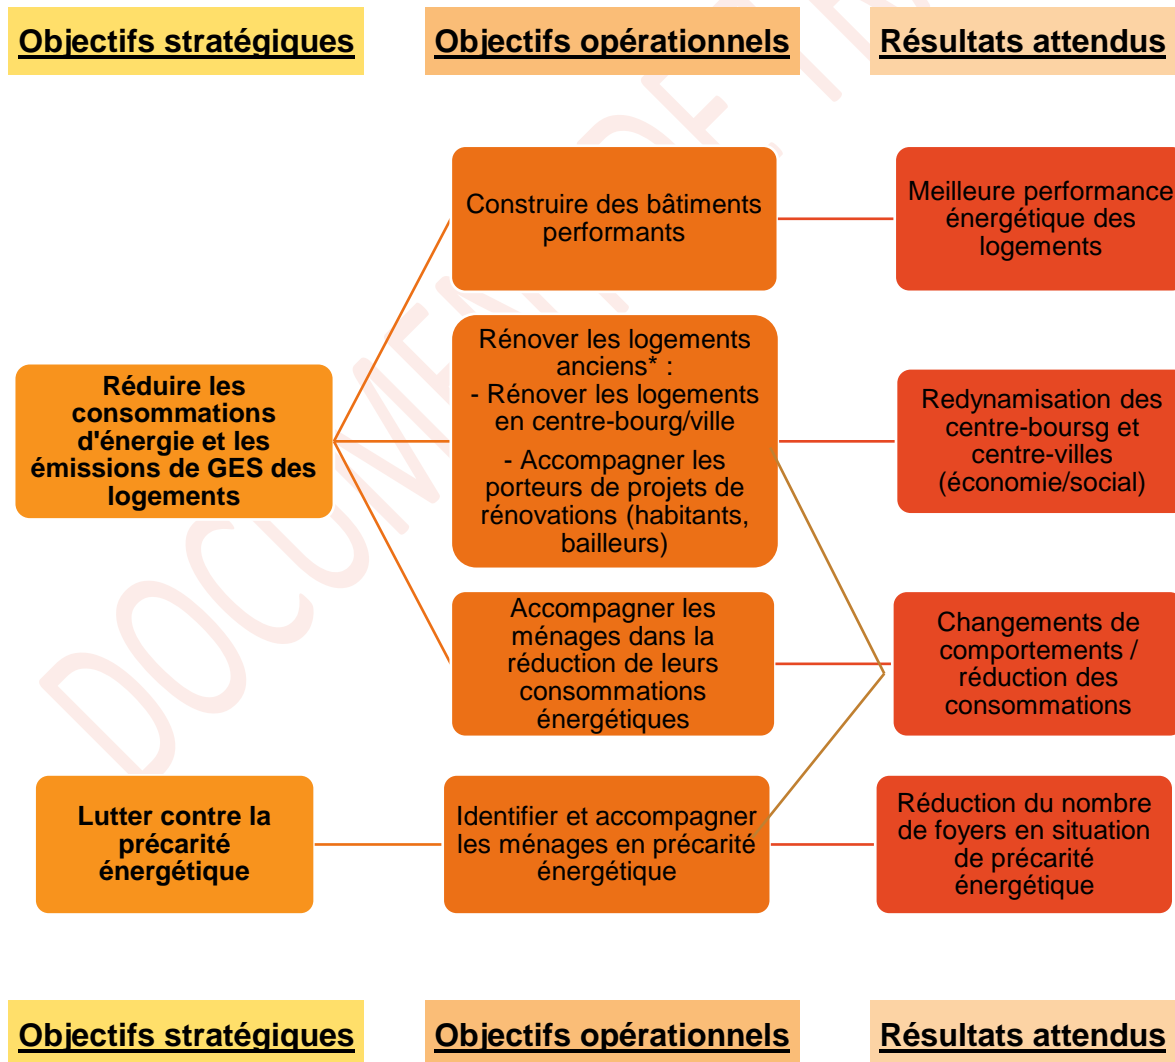 Objectifs stratégiques
Objectifs opérationnels
Résultats attendus
Construire des bâtiments
performants
Meilleure performance
énergétique des
logements
Réduire les
consommations
d'énergie et les
émissions de GES des
logements
Rénover les logements
anciens* :
- Rénover les logements
en centre-bourg/ville
- Accompagner les
porteurs de projets de
rénovations (habitants,
bailleurs)
Redynamisation des
centre-boursg et
centre-villes
(économie/social)
Accompagner les
ménages dans la
réduction de leurs
consommations
énergétiques
Changements de
comportements /
réduction des
consommations
Lutter contre la
précarité
énergétique
Identifier et accompagner
les ménages en précarité
énergétique
Réduction du nombre
de foyers en situation
de précarité
énergétique
Objectifs stratégiques
Objectifs opérationnels
Résultats attendus
DOCUMENT DE